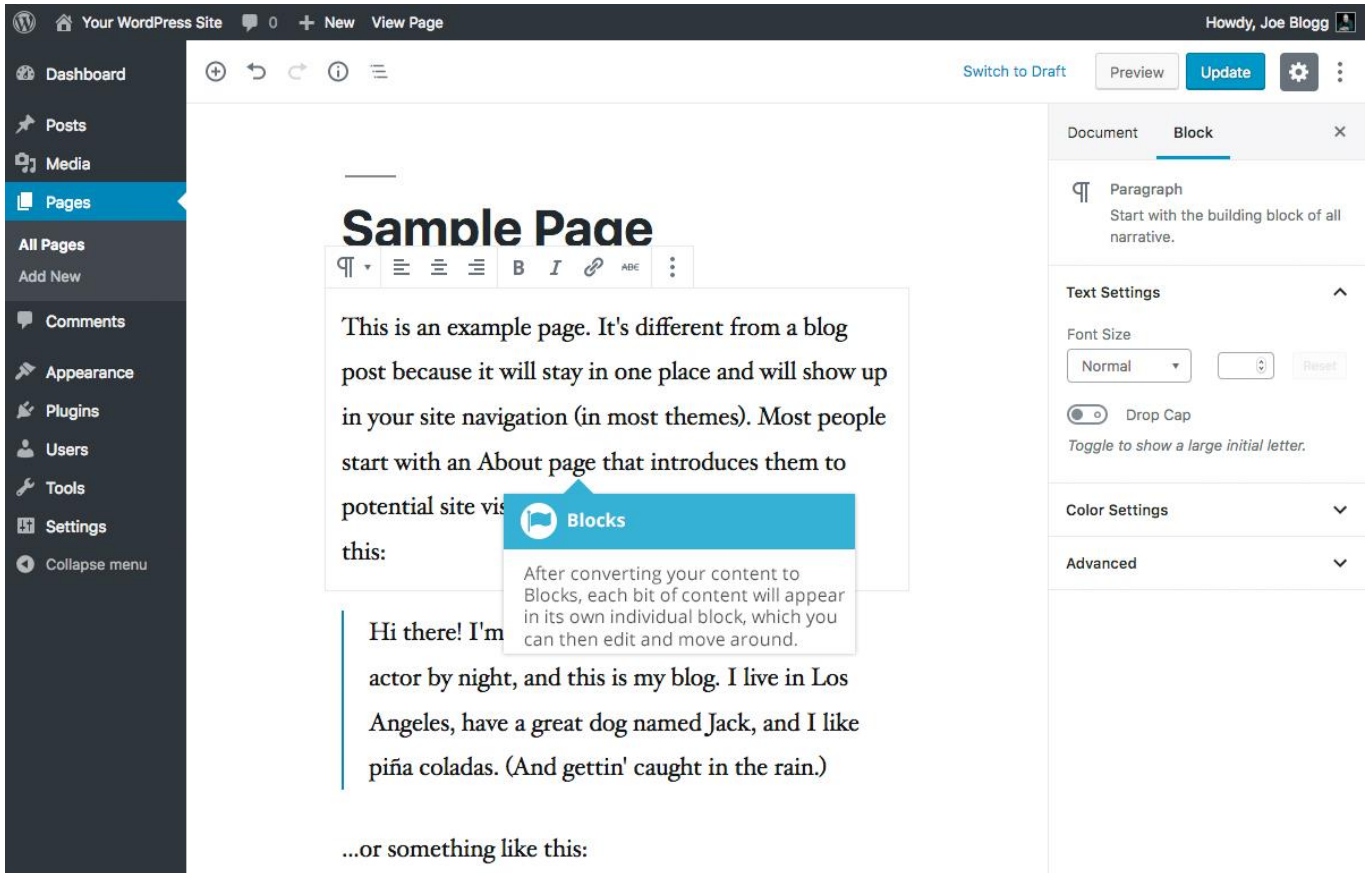 Your WordPress Site 0 New View Page Howdy, Joe Blogg
Dashboard
Posts
Media
Pages
All Pages
Add New
Comments
Appearance
Plugins
Users
Tools
Settings
Collapse menu
Switch to Draft Preview Update
Sample Page
B I ABE
This is an example page. It's different from a blog
post because it will stay in one place and will show up
in your site navigation (in most themes). Most people
start with an About page that introduces them to
potential site
this:
Blocks
After converting your content to
Blocks, each bit of content will appear
in its own individual block, which you
can then edit and move around.
Hi there! I'm
actor by night, and this is my blog. I live in Los
Angeles, have a great dog named Jack, and I like
piña coladas. (And gettin' caught in the rain.)
...or something like this:
Document Block
Paragraph
Start with the building block of all
narrative.
Text Settings
Font Size
Normal Reset
Drop Cap
Toggle to show a large initial letter.
Color Settings
Advanced